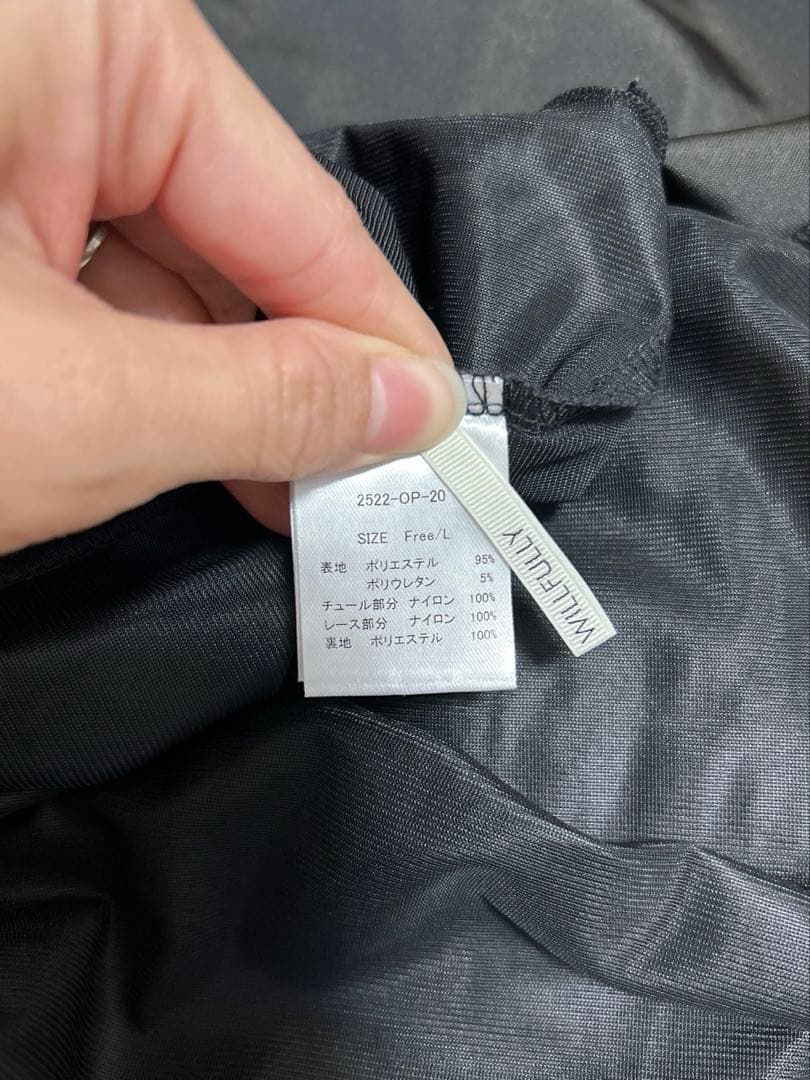 2522-OP-20
SIZE Free/L
表地 ポリエステル 95%
ポリウレタン 5%
チュール部分 ナイロン 100%
レース部分 ナイロン 100%
裏地 ポリエステル 100%
WILLFULLY